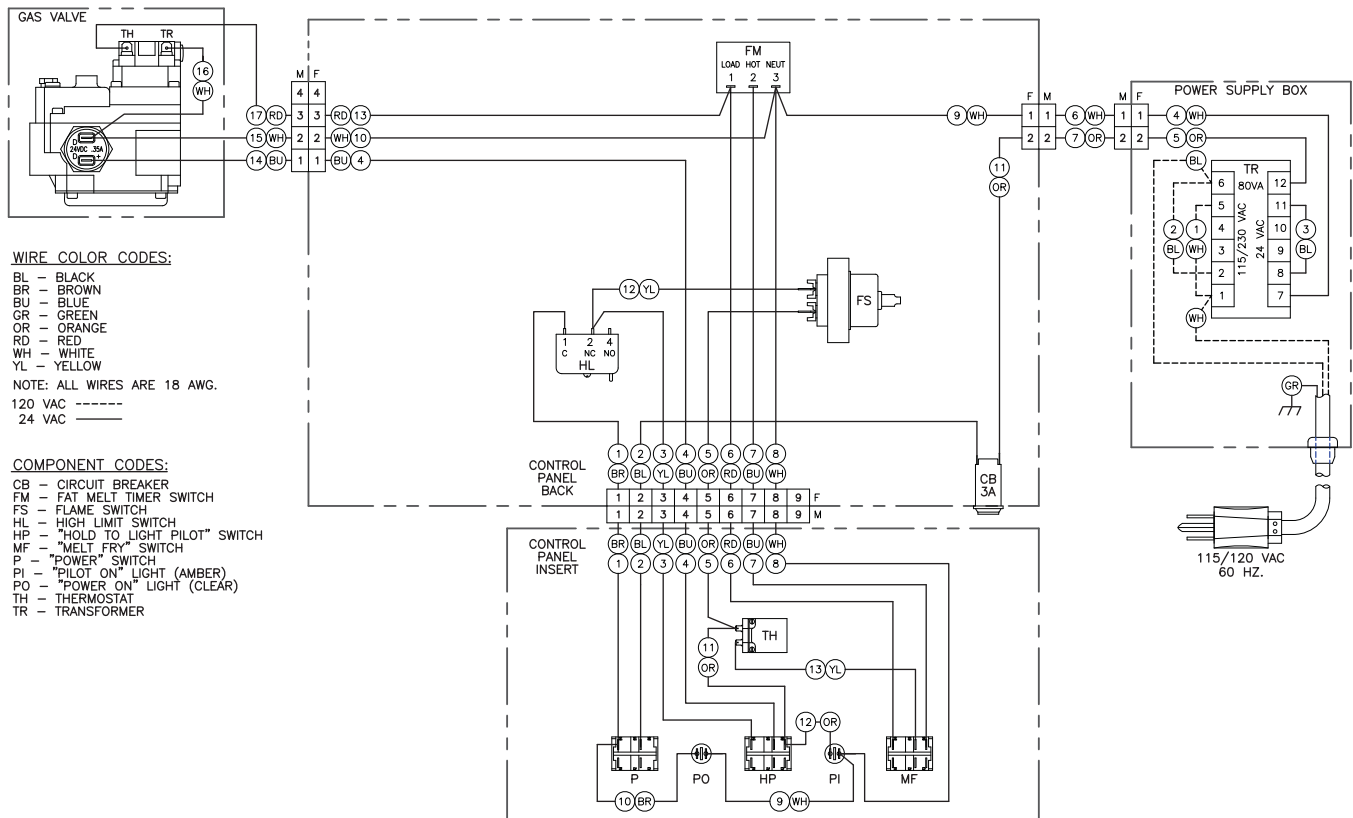 GAS VALVE
TH TR
16
WH
D
24VDC .35A
D +
M F
4 4
17 RD 3 3 RD 13
15 WH 2 2 WH 10
14 BU 1 1 BU 4
FM
LOAD HOT NEUT
1 2 3
9 WH
F M
1 1
2 2
6 WH
7 OR
M F
1 1
2 2
11
OR
POWER SUPPLY BOX
4 WH
5 OR
BL
TR
80VA
115/230 VAC
24 VAC
6 12
5 11
4 10
3 9
2 8
1 7
2
BL
1
WH
3
BL
WH
GR
115/120 VAC
60 HZ.
WIRE COLOR CODES:
BL – BLACK
BR – BROWN
BU – BLUE
GR – GREEN
OR – ORANGE
RD – RED
WH – WHITE
YL – YELLOW
NOTE: ALL WIRES ARE 18 AWG.
120 VAC
24 VAC
COMPONENT CODES:
CB – CIRCUIT BREAKER
FM – FAT MELT TIMER SWITCH
FS – FLAME SWITCH
HL – HIGH LIMIT SWITCH
HP – "HOLD TO LIGHT PILOT" SWITCH
MF – "MELT FRY" SWITCH
P – "POWER" SWITCH
PI – "PILOT ON" LIGHT (AMBER)
PO – "POWER ON" LIGHT (CLEAR)
TH – THERMOSTAT
TR – TRANSFORMER
12 YL
FS
1 2 4
C NC NO
HL
CB
3A
CONTROL
PANEL
BACK
1 2 3 4 5 6 7 8
BR BL YL BU OR RD BU WH
1 2 3 4 5 6 7 8 9 F
1 2 3 4 5 6 7 8 9 M
CONTROL
PANEL
INSERT
BR BL YL BU OR RD BU WH
1 2 3 4 5 6 7 8
TH
11
OR
13 YL
12 OR
P PO HP PI MF
10 BR
9 WH